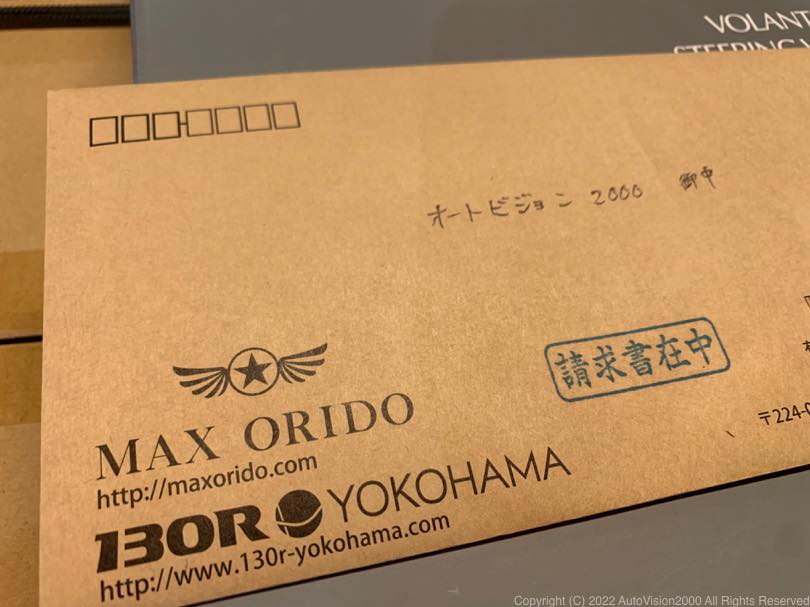 VOLANT
オートビジョン 2000 御中
請求書在中
MAX ORIDO
http://maxorido.com
130R YOKOHAMA
http://www.130r-yokohama.com
〒224-0
Copyright (C) 2022 AutoVision2000 All Rights Reserved